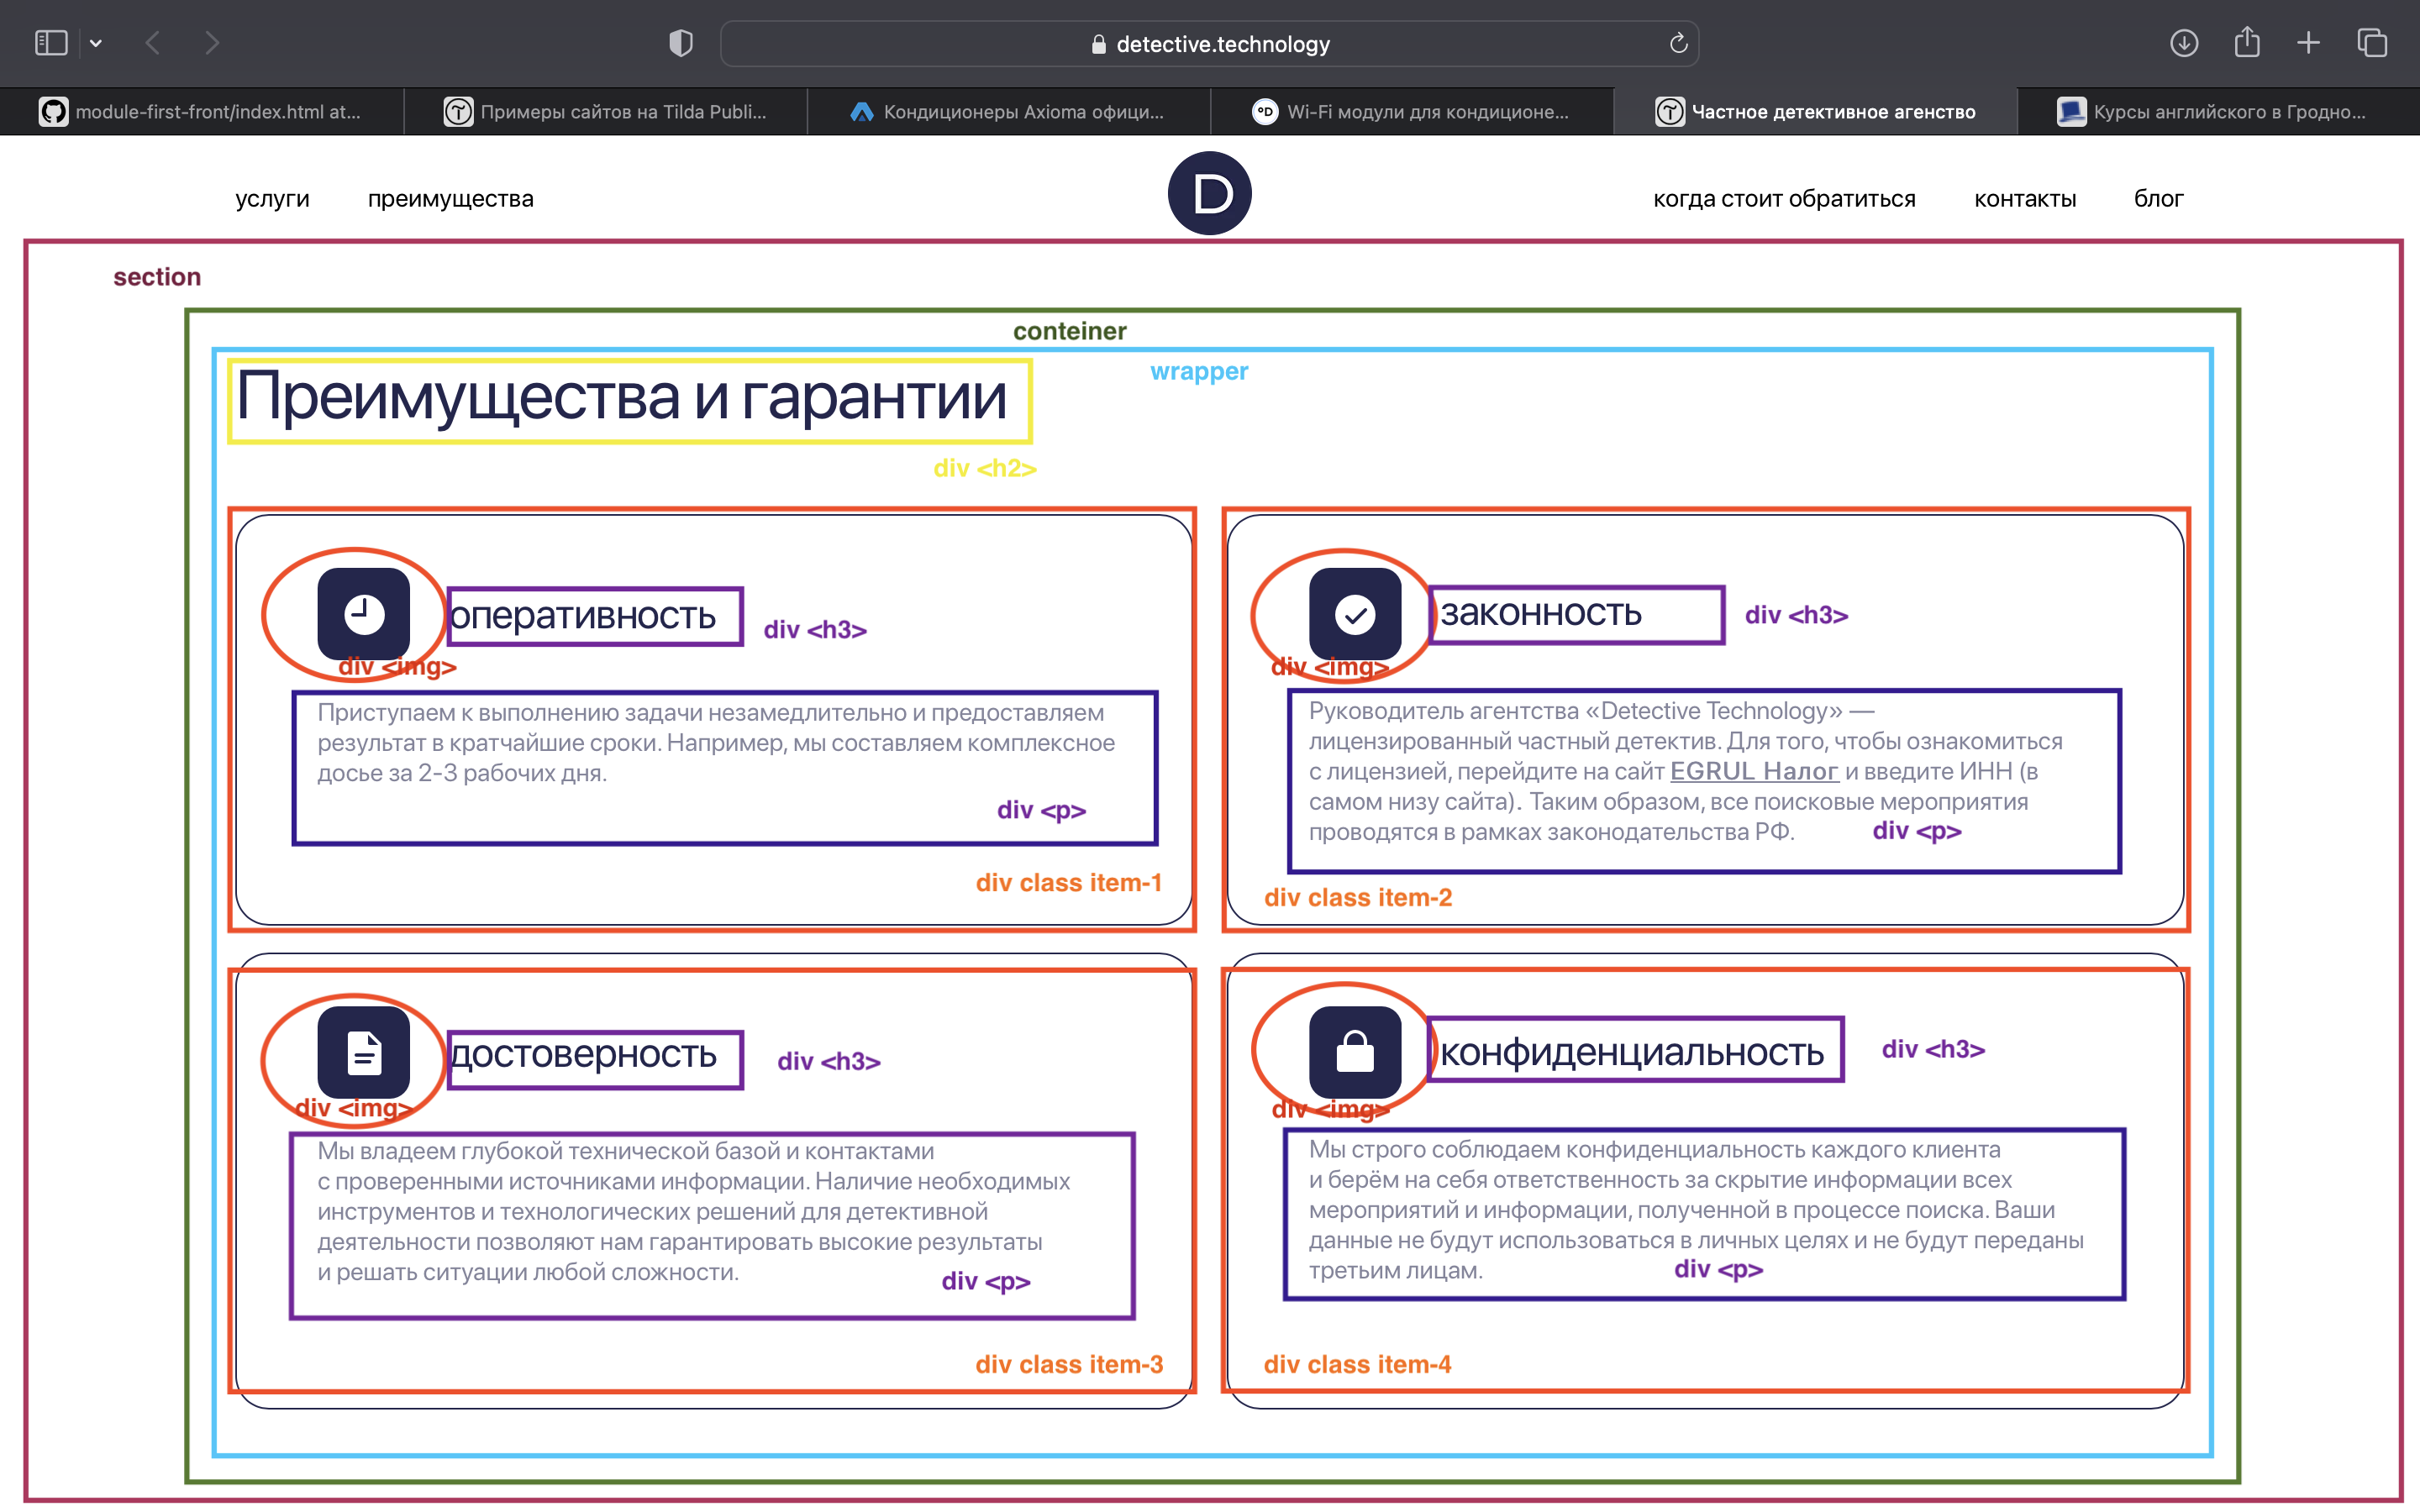 detective.technology
module-first-front/index.html at...
Примеры сайтов на Tilda Publi...
Кондиционеры Axioma офици...
Wi-Fi модули для кондиционе...
Частное детективное агенство
Курсы английского в Гродно...
услуги
преимущества
D
когда стоит обратиться
контакты
блог
section
conteiner
wrapper
Преимущества и гарантии
div <h2>
оперативность
div <h3>
div <img>
Приступаем к выполнению задачи незамедлительно и предоставляем
результат в кратчайшие сроки. Например, мы составляем комплексное
досье за 2-3 рабочих дня.
div <p>
div class item-1
законность
div <h3>
div <img>
Руководитель агентства «Detective Technology» —
лицензированный частный детектив. Для того, чтобы ознакомиться
с лицензией, перейдите на сайт EGRUL Налог и введите ИНН (в
самом низу сайта). Таким образом, все поисковые мероприятия
проводятся в рамках законодательства РФ.
div <p>
div class item-2
достоверность
div <h3>
div <img>
Мы владеем глубокой технической базой и контактами
с проверенными источниками информации. Наличие необходимых
инструментов и технологических решений для детективной
деятельности позволяют нам гарантировать высокие результаты
и решать ситуации любой сложности.
div <p>
div class item-3
конфиденциальность
div <h3>
div <img>
Мы строго соблюдаем конфиденциальность каждого клиента
и берём на себя ответственность за скрытие информации всех
мероприятий и информации, полученной в процессе поиска. Ваши
данные не будут использоваться в личных целях и не будут переданы
третьим лицам.
div <p>
div class item-4